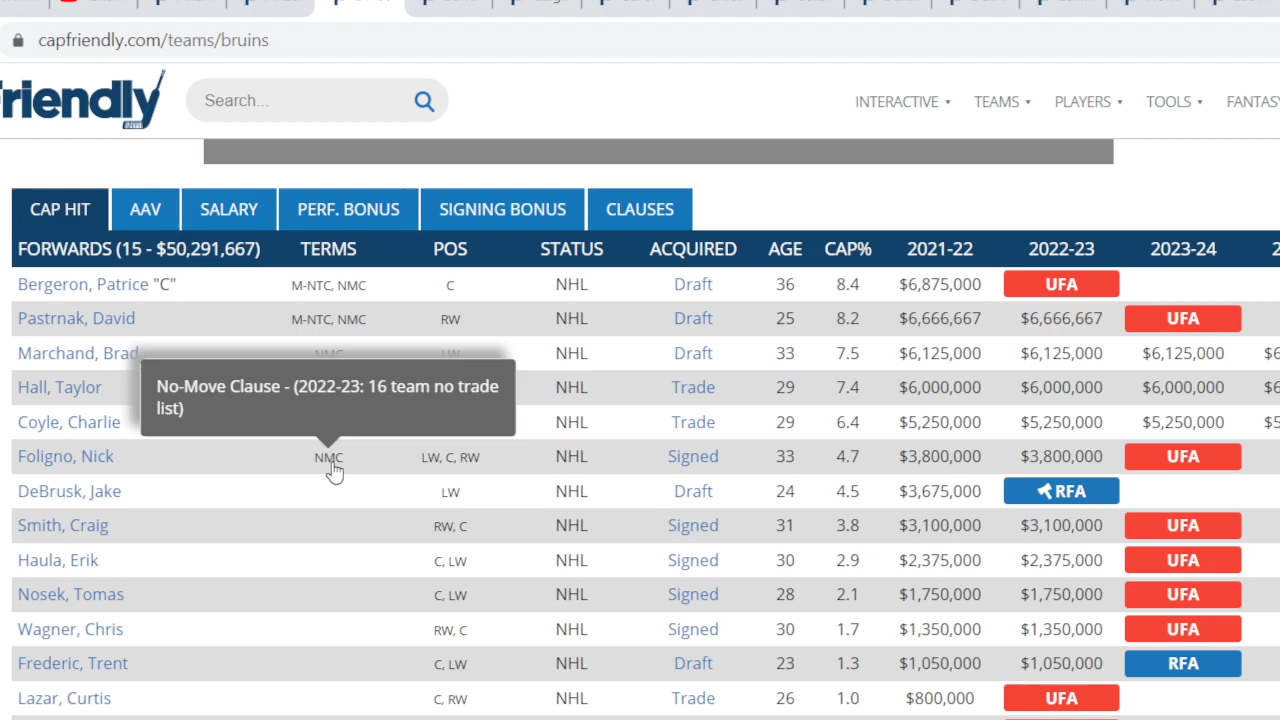 capfriendly.com/teams/bruins
friendly
Search...
INTERACTIVE TEAMS PLAYERS TOOLS FANTASY
CAP HIT AAV SALARY PERF. BONUS SIGNING BONUS CLAUSES
FORWARDS (15 - $50,291,667) TERMS POS STATUS ACQUIRED AGE CAP% 2021-22 2022-23 2023-24
Bergeron, Patrice "C" M-NTC, NMC C NHL Draft 36 8.4 $6,875,000 UFA
Pastrnak, David M-NTC, NMC RW NHL Draft 25 8.2 $6,666,667 $6,666,667 UFA
Marchand, Brad NMC LW NHL Draft 33 7.5 $6,125,000 $6,125,000 $6,125,000
Hall, Taylor NHL Trade 29 7.4 $6,000,000 $6,000,000 $6,000,000
No-Move Clause - (2022-23: 16 team no trade
list)
Coyle, Charlie NHL Trade 29 6.4 $5,250,000 $5,250,000 $5,250,000
Foligno, Nick NMC LW, C, RW NHL Signed 33 4.7 $3,800,000 $3,800,000 UFA
DeBrusk, Jake LW NHL Draft 24 4.5 $3,675,000 RFA
Smith, Craig RW, C NHL Signed 31 3.8 $3,100,000 $3,100,000 UFA
Haula, Erik C, LW NHL Signed 30 2.9 $2,375,000 $2,375,000 UFA
Nosek, Tomas C, LW NHL Signed 28 2.1 $1,750,000 $1,750,000 UFA
Wagner, Chris RW, C NHL Signed 30 1.7 $1,350,000 $1,350,000 UFA
Frederic, Trent C, LW NHL Draft 23 1.3 $1,050,000 $1,050,000 RFA
Lazar, Curtis C, RW NHL Trade 26 1.0 $800,000 UFA